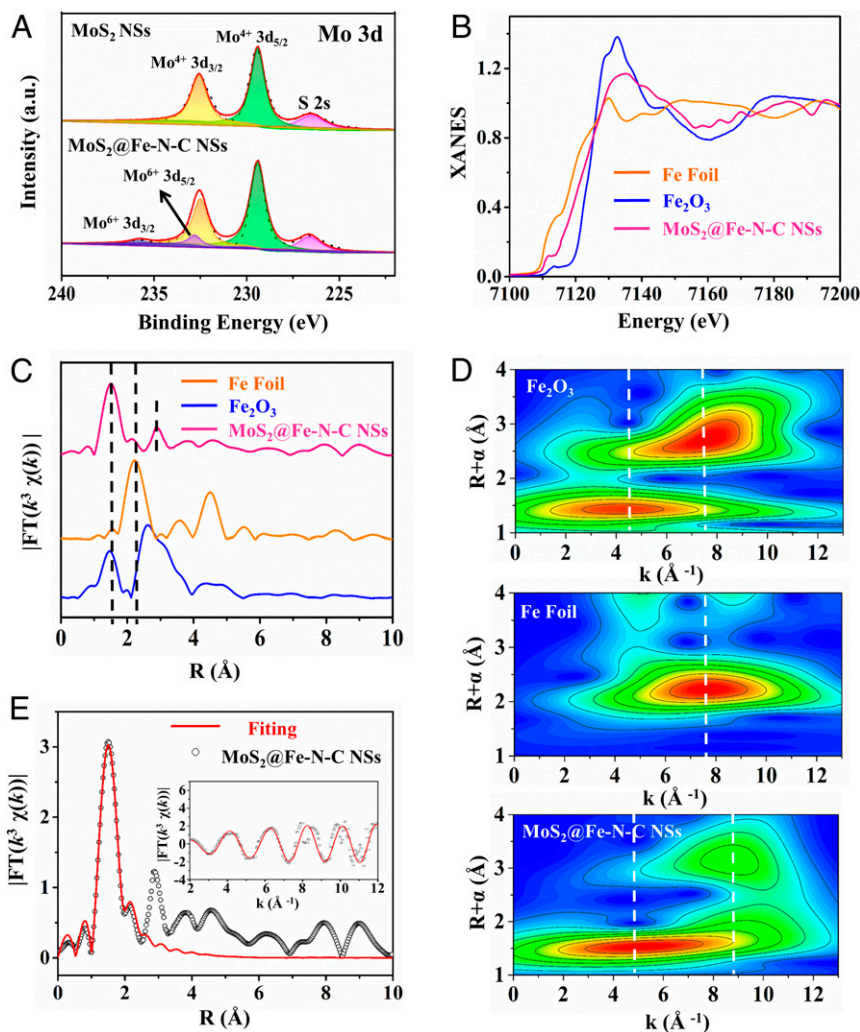 A
MoS₂ NSs
Mo 3d
Mo⁴⁺ 3d₃/₂
Mo⁴⁺ 3d₅/₂
S 2s
MoS₂@Fe-N-C NSs
Mo⁶⁺ 3d₅/₂
Mo⁶⁺ 3d₃/₂
Intensity (a.u.)
240 235 230 225
Binding Energy (eV)
B
XANES
1.2
0.8
0.4
0.0
Fe Foil
Fe₂O₃
MoS₂@Fe-N-C NSs
7100 7120 7140 7160 7180 7200
Energy (eV)
C
|FT(k³ χ(k))|
Fe Foil
Fe₂O₃
MoS₂@Fe-N-C NSs
0 2 4 6 8 10
R (Å)
D
Fe₂O₃
R+α (Å)
4
3
2
1
0 2 4 6 8 10 12
k (Å ⁻¹)
Fe Foil
R+α (Å)
4
3
2
1
0 2 4 6 8 10 12
k (Å ⁻¹)
MoS₂@Fe-N-C NSs
R+α (Å)
4
3
2
1
0 2 4 6 8 10 12
k (Å ⁻¹)
E
|FT(k³ χ(k))|
3
2
1
0
Fiting
MoS₂@Fe-N-C NSs
|FT(k³ χ(k))|
6
4
2
0
-2
-4
2 4 6 8 10 12
k (Å ⁻¹)
0 2 4 6 8 10
R (Å)